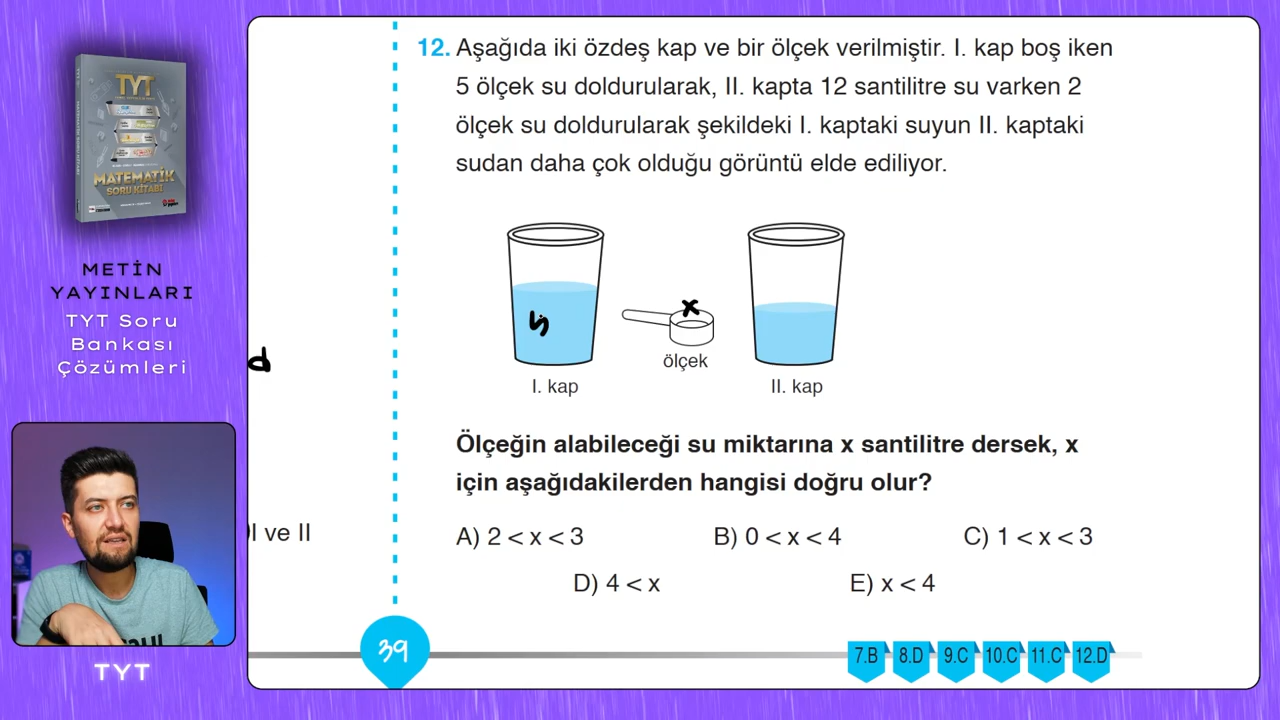 TYT
MATEMATİK
SORU KİTABI
METİN
YAYINLARI
TYT Soru
Bankası
Çözümleri
TYT
d
I ve II
12. Aşağıda iki özdeş kap ve bir ölçek verilmiştir. I. kap boş iken
5 ölçek su doldurularak, II. kapta 12 santilitre su varken 2
ölçek su doldurularak şekildeki I. kaptaki suyun II. kaptaki
sudan daha çok olduğu görüntü elde ediliyor.
x
5
ölçek
I. kap
II. kap
Ölçeğin alabileceği su miktarına x santilitre dersek, x
için aşağıdakilerden hangisi doğru olur?
A) 2 < x < 3
B) 0 < x < 4
C) 1 < x < 3
D) 4 < x
E) x < 4
39
7.B 8.D 9.C 10.C 11.C 12.D